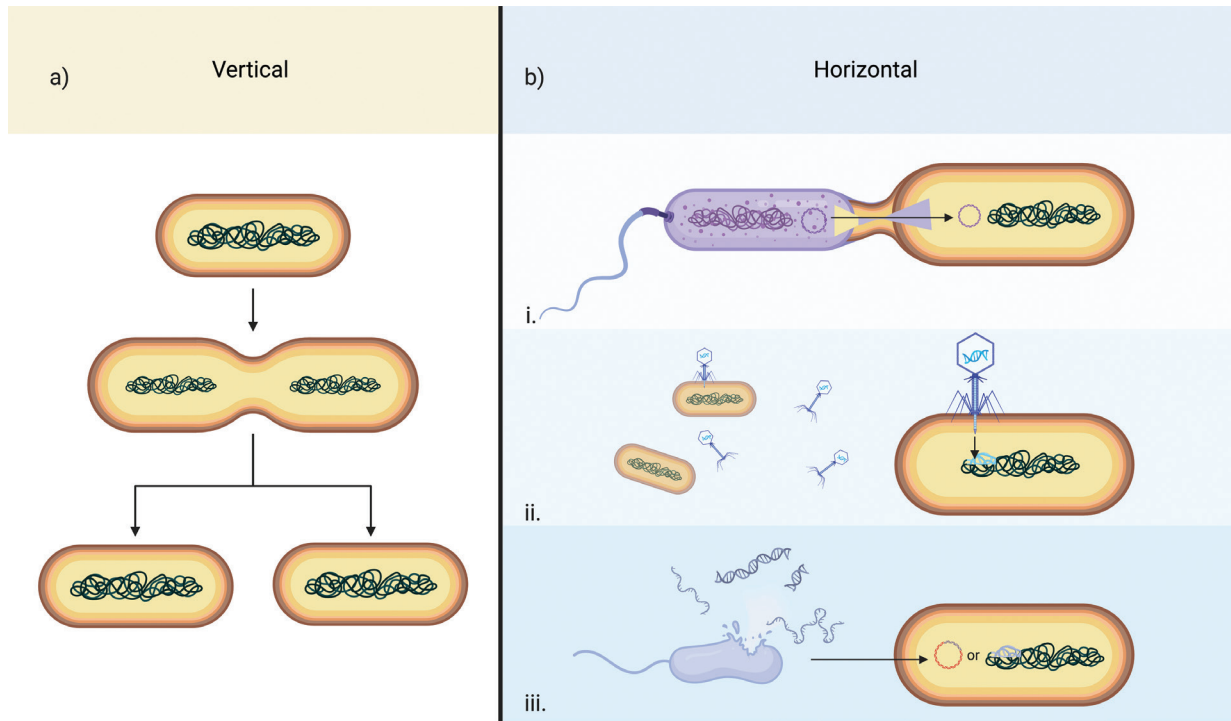 a)
Vertical
b)
Horizontal
i.
ii.
or
iii.